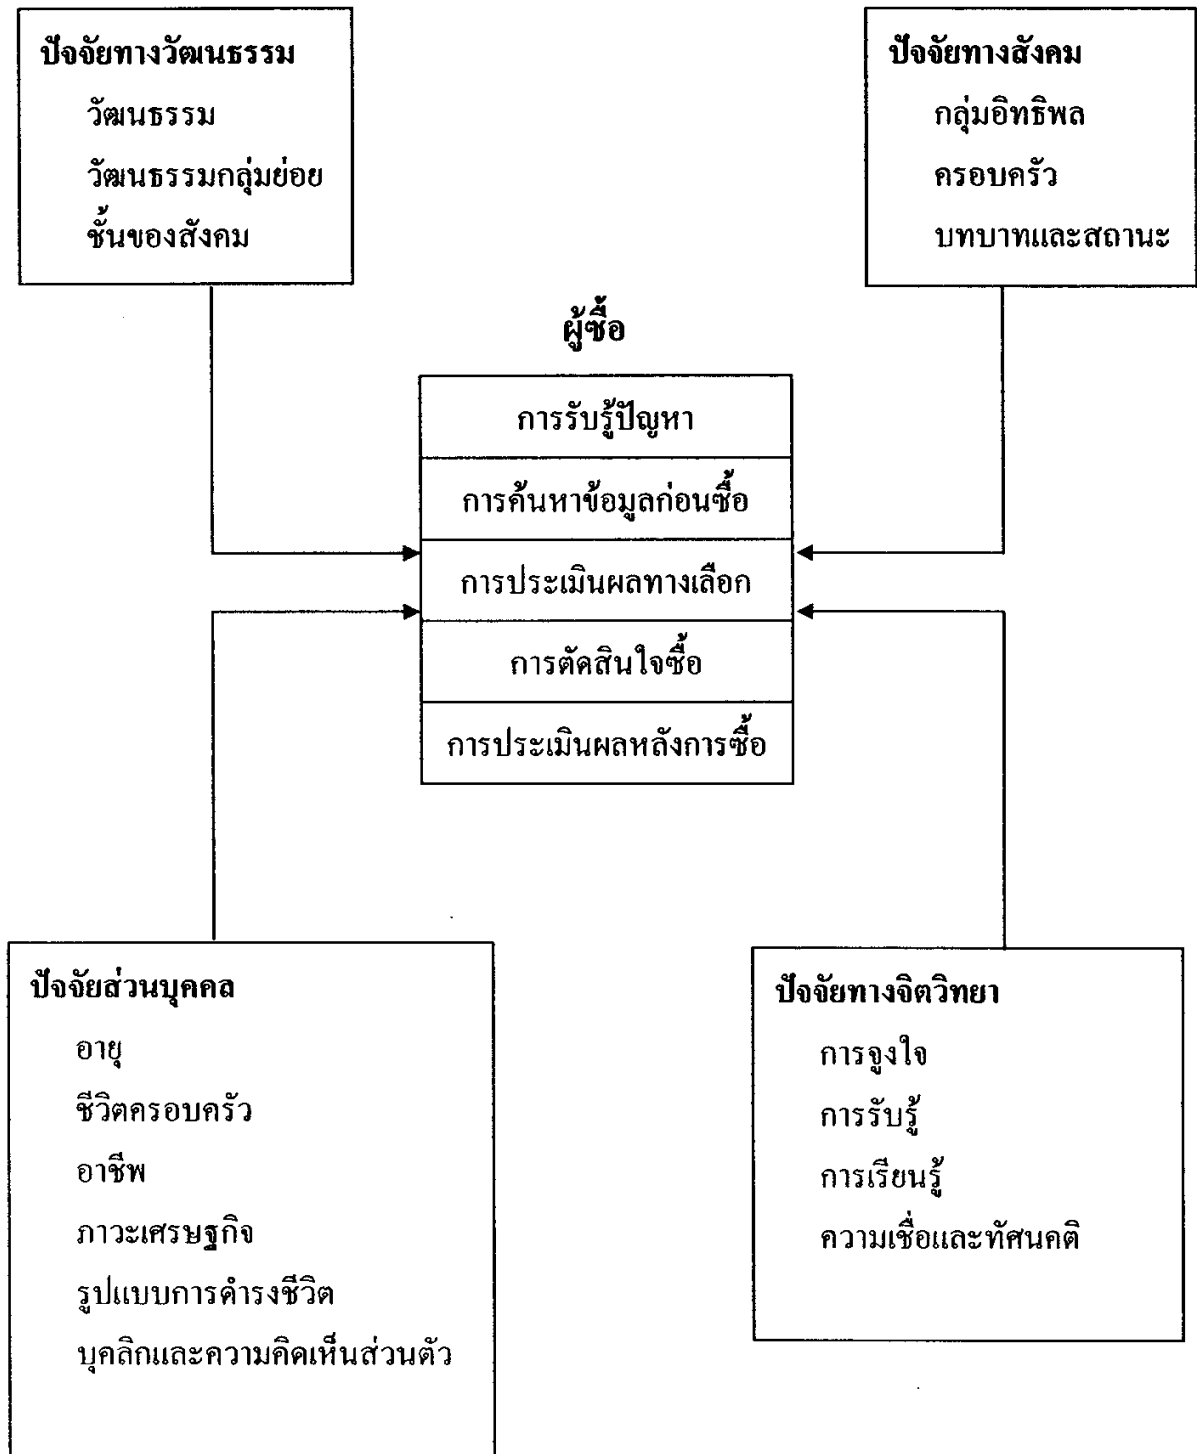 ปัจจัยทางวัฒนธรรม
วัฒนธรรม
วัฒนธรรมกลุ่มย่อย
ชั้นของสังคม
ปัจจัยทางสังคม
กลุ่มอิทธิพล
ครอบครัว
บทบาทและสถานะ
ผู้ซื้อ
การรับรู้ปัญหา
การค้นหาข้อมูลก่อนซื้อ
การประเมินผลทางเลือก
การตัดสินใจซื้อ
การประเมินผลหลังการซื้อ
ปัจจัยส่วนบุคคล
อายุ
ชีวิตครอบครัว
อาชีพ
ภาวะเศรษฐกิจ
รูปแบบการดำรงชีวิต
บุคลิกและความคิดเห็นส่วนตัว
ปัจจัยทางจิตวิทยา
การจูงใจ
การรับรู้
การเรียนรู้
ความเชื่อและทัศนคติ